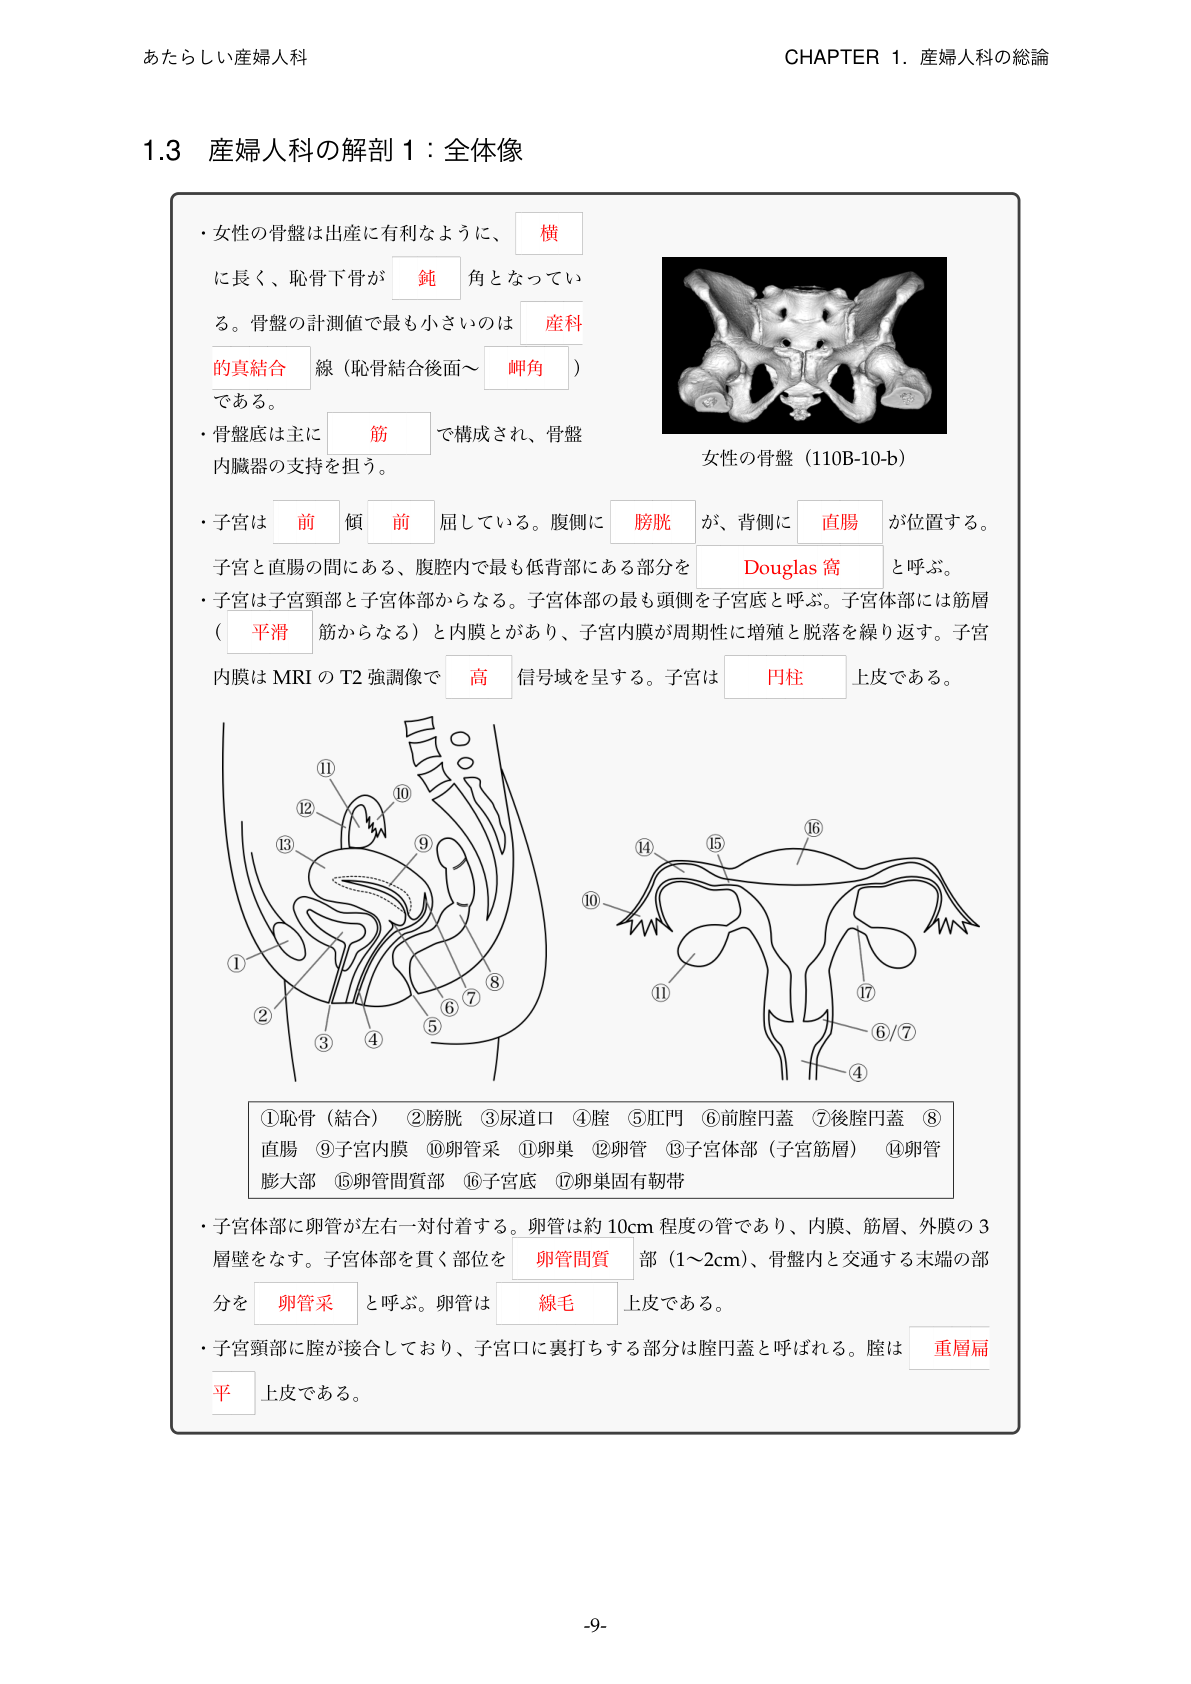 あたらしい産婦人科
CHAPTER 1. 産婦人科の総論
1.3 産婦人科の解剖 1：全体像
・女性の骨盤は出産に有利なように、 横
に長く、恥骨下骨が 鈍 角となってい
る。骨盤の計測値で最も小さいのは 産科
的真結合 線（恥骨結合後面〜 岬角 ）
である。
・骨盤底は主に 筋 で構成され、骨盤
内臓器の支持を担う。
女性の骨盤（110B-10-b）
・子宮は 前 傾 前 屈している。腹側に 膀胱 が、背側に 直腸 が位置する。
子宮と直腸の間にある、腹腔内で最も低背部にある部分を Douglas 窩 と呼ぶ。
・子宮は子宮頸部と子宮体部からなる。子宮体部の最も頭側を子宮底と呼ぶ。子宮体部には筋層
（ 平滑 筋からなる）と内膜とがあり、子宮内膜が周期性に増殖と脱落を繰り返す。子宮
内膜は MRI の T2 強調像で 高 信号域を呈する。子宮は 円柱 上皮である。
⑪
⑩
⑫
⑬
⑨
①
②
③
④
⑤
⑥
⑦
⑧
⑯
⑮
⑭
⑩
⑪
⑰
⑥/⑦
④
①恥骨（結合） ②膀胱 ③尿道口 ④腟 ⑤肛門 ⑥前腟円蓋 ⑦後腟円蓋 ⑧
直腸 ⑨子宮内膜 ⑩卵管采 ⑪卵巣 ⑫卵管 ⑬子宮体部（子宮筋層） ⑭卵管
膨大部 ⑮卵管間質部 ⑯子宮底 ⑰卵巣固有靭帯
・子宮体部に卵管が左右一対付着する。卵管は約 10cm 程度の管であり、内膜、筋層、外膜の 3
層壁をなす。子宮体部を貫く部位を 卵管間質 部（1〜2cm）、骨盤内と交通する末端の部
分を 卵管采 と呼ぶ。卵管は 線毛 上皮である。
・子宮頸部に腟が接合しており、子宮口に裏打ちする部分は腟円蓋と呼ばれる。腟は 重層扁
平 上皮である。
-9-